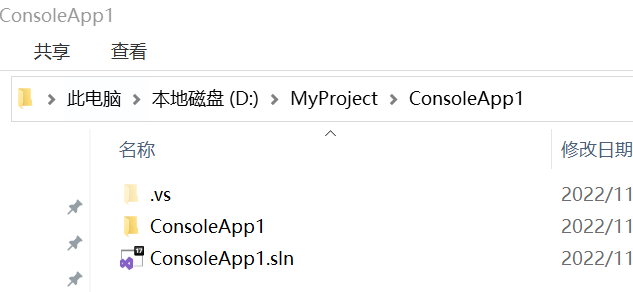 ConsoleApp1
共享 查看
此电脑 本地磁盘 (D:) MyProject ConsoleApp1
名称 修改日期
.vs 2022/11
ConsoleApp1 2022/11
17 ConsoleApp1.sln 2022/11